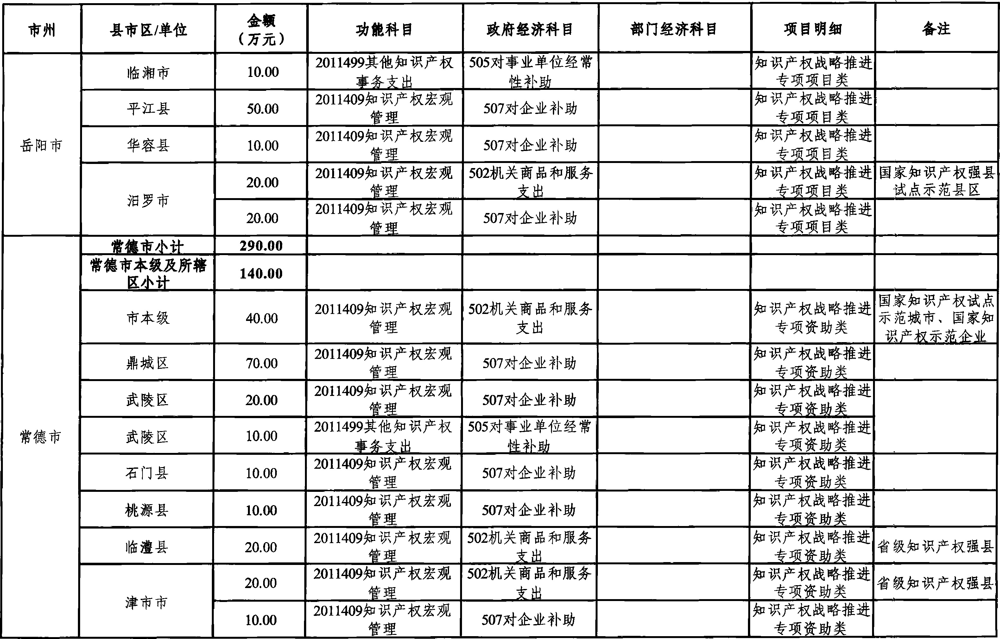 市州 县市区/单位 金额（万元） 功能科目 政府经济科目 部门经济科目 项目明细 备注
岳阳市
临湘市 10.00 2011499其他知识产权事务支出 505对事业单位经常性补助 知识产权战略推进专项项目类
平江县 50.00 2011409知识产权宏观管理 507对企业补助 知识产权战略推进专项项目类
华容县 10.00 2011409知识产权宏观管理 507对企业补助 知识产权战略推进专项项目类
汨罗市 20.00 2011409知识产权宏观管理 502机关商品和服务支出 知识产权战略推进专项项目类 国家知识产权强县试点示范县区
20.00 2011409知识产权宏观管理 507对企业补助 知识产权战略推进专项项目类
常德市
常德市小计 290.00
常德市本级及所辖区小计 140.00
市本级 40.00 2011409知识产权宏观管理 502机关商品和服务支出 知识产权战略推进专项资助类 国家知识产权试点示范城市、国家知识产权示范企业
鼎城区 70.00 2011409知识产权宏观管理 507对企业补助 知识产权战略推进专项资助类
武陵区 20.00 2011409知识产权宏观管理 507对企业补助 知识产权战略推进专项资助类
武陵区 10.00 2011499其他知识产权事务支出 505对事业单位经常性补助 知识产权战略推进专项资助类
石门县 10.00 2011409知识产权宏观管理 507对企业补助 知识产权战略推进专项资助类
桃源县 10.00 2011409知识产权宏观管理 507对企业补助 知识产权战略推进专项资助类
临澧县 20.00 2011409知识产权宏观管理 502机关商品和服务支出 知识产权战略推进专项资助类 省级知识产权强县
津市市 20.00 2011409知识产权宏观管理 502机关商品和服务支出 知识产权战略推进专项资助类 省级知识产权强县
10.00 2011409知识产权宏观管理 507对企业补助 知识产权战略推进专项资助类